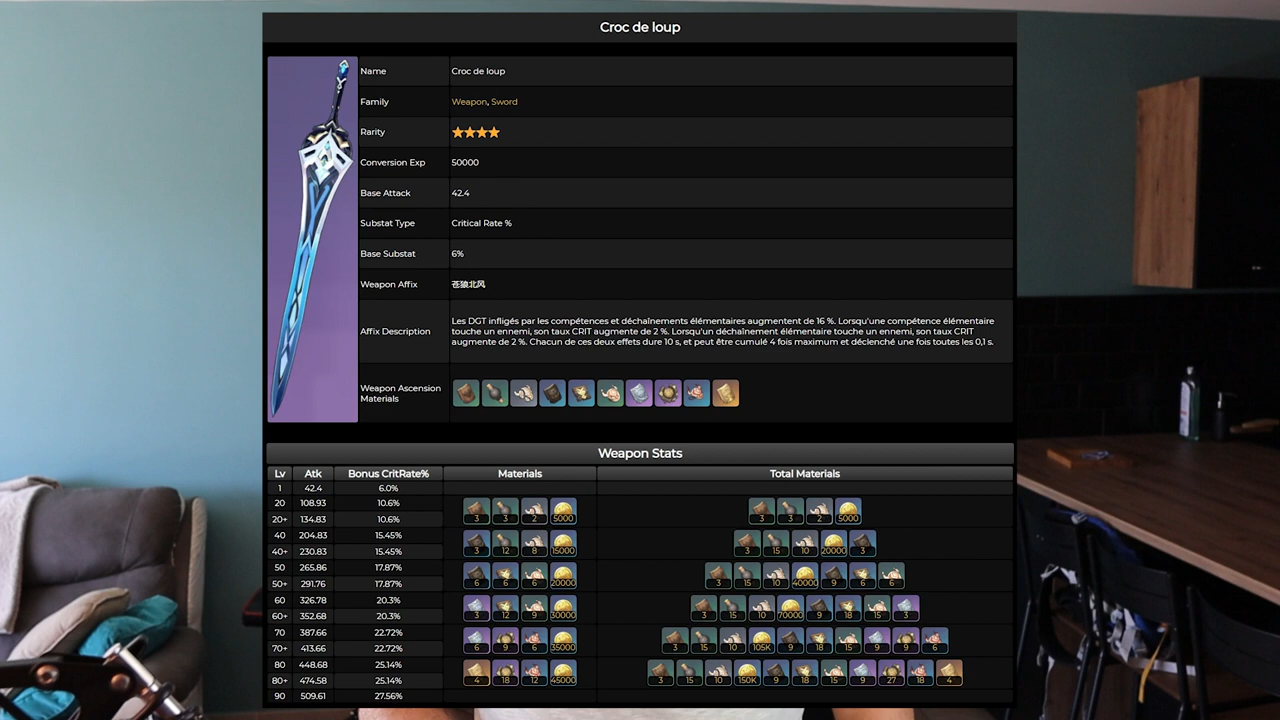 Croc de loup
Name Croc de loup
Family Weapon, Sword
Rarity
Conversion Exp 50000
Base Attack 42.4
Substat Type Critical Rate %
Base Substat 6%
Weapon Affix 苍狼北风
Affix Description Les DGT infligés par les compétences et déchaînements élémentaires augmentent de 16 %. Lorsqu'une compétence élémentaire
touche un ennemi, son taux CRIT augmente de 2 %. Lorsqu'un déchaînement élémentaire touche un ennemi, son taux CRIT
augmente de 2 %. Chacun de ces deux effets dure 10 s, et peut être cumulé 4 fois maximum et déclenché une fois toutes les 0,1 s.
Weapon Ascension
Materials
Weapon Stats
Lv Atk Bonus CritRate% Materials Total Materials
1 42.4 6.0%
20 108.93 10.6% 3 3 2 5000 3 3 2 5000
20+ 134.83 10.6%
40 204.83 15.45% 3 12 8 15000 3 15 10 20000 3
40+ 230.83 15.45%
50 265.86 17.87% 6 6 6 20000 3 15 10 40000 9 6 6
50+ 291.76 17.87%
60 326.78 20.3% 3 12 9 30000 3 15 10 70000 9 18 15 3
60+ 352.68 20.3%
70 387.66 22.72% 6 9 6 35000 3 15 10 105K 9 18 15 9 9 6
70+ 413.66 22.72%
80 448.68 25.14% 4 18 12 45000 3 15 10 150K 9 18 15 9 27 18 4
80+ 474.58 25.14%
90 509.61 27.56%